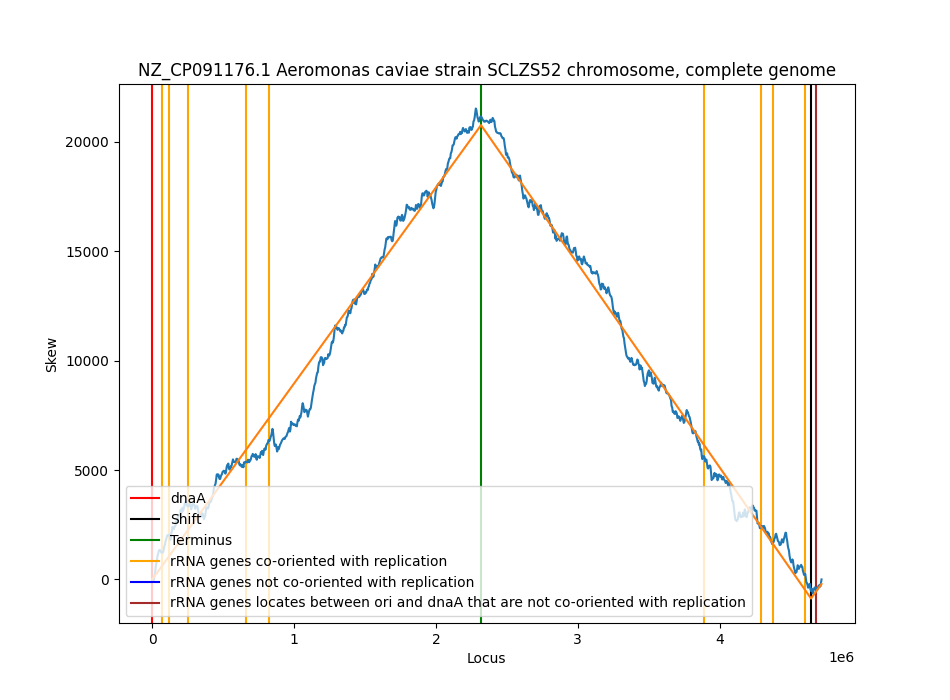 NZ_CP091176.1 Aeromonas caviae strain SCLZS52 chromosome, complete genome
20000
15000
10000
5000
0
Skew
dnaA
Shift
Terminus
rRNA genes co-oriented with replication
rRNA genes not co-oriented with replication
rRNA genes locates between ori and dnaA that are not co-oriented with replication
0 1 2 3 4
1e6
Locus